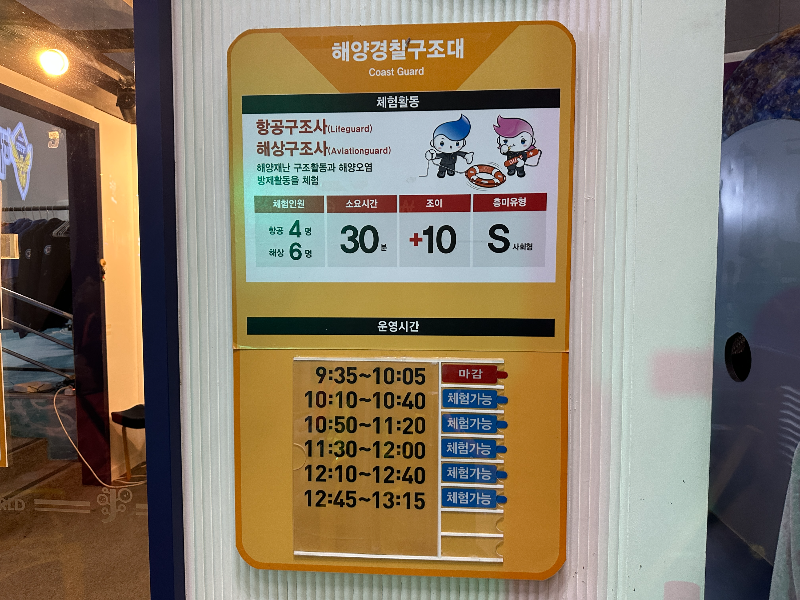 해양경찰구조대
Coast Guard
체험활동
항공구조사(Lifeguard)
해상구조사(Aviationguard)
해양재난 구조활동과 해양오염
방제활동을 체험
체험인원 소요시간 조이 흥미유형
항공 4명 30분 +10 S 사회형
해상 6명
운영시간
9:35~10:05 마감
10:10~10:40 체험가능
10:50~11:20 체험가능
11:30~12:00 체험가능
12:10~12:40 체험가능
12:45~13:15 체험가능